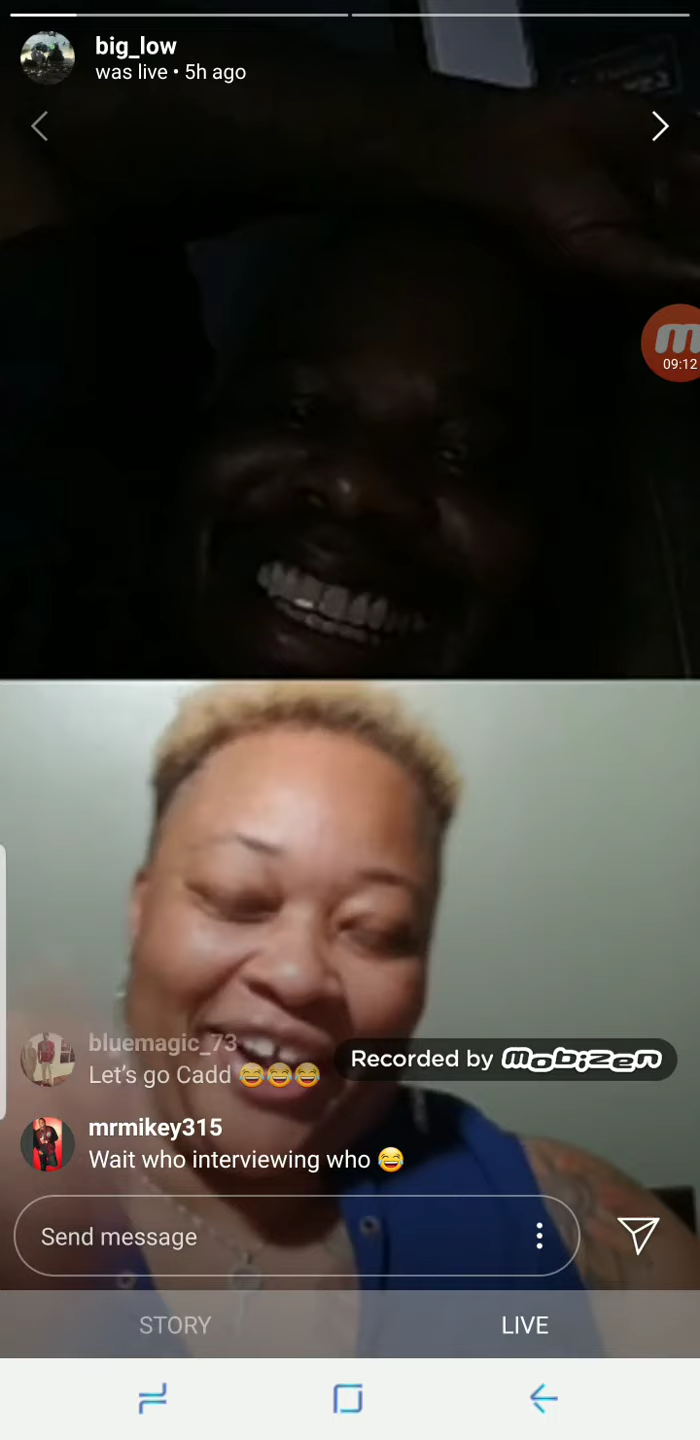 big_low
was live • 5h ago
09:12
bluemagic_73
Let's go Cadd 😂😂😂
Recorded by mobizen
mrmikey315
Wait who interviewing who 😂
Send message
STORY
LIVE